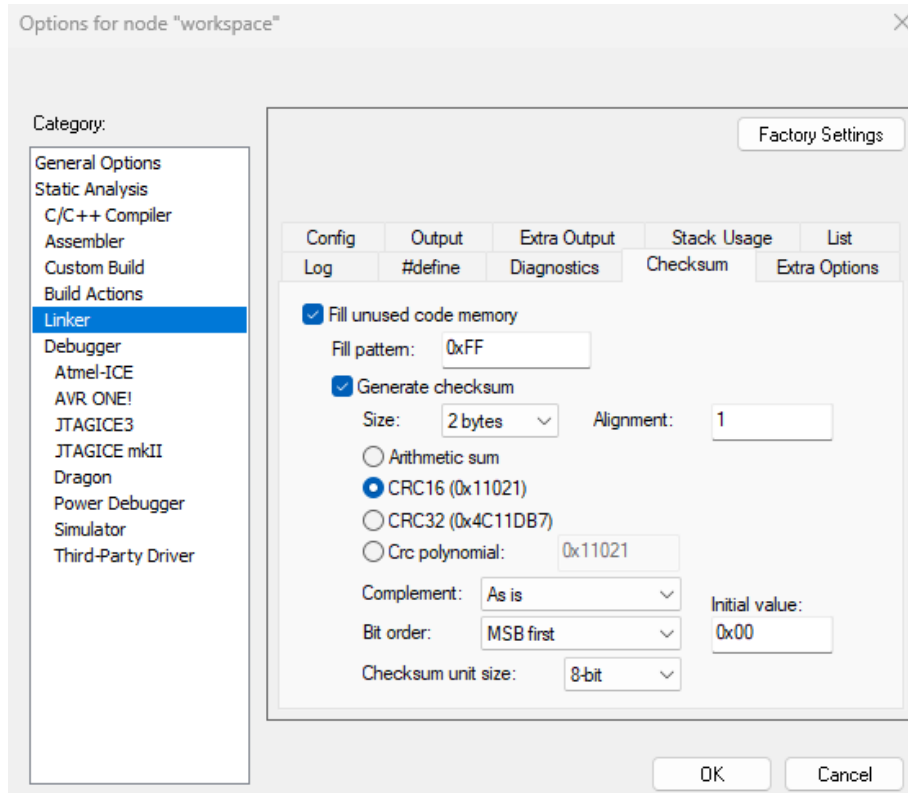 Options for node "workspace"
Category:
General Options
Static Analysis
C/C++ Compiler
Assembler
Custom Build
Build Actions
Linker
Debugger
Atmel-ICE
AVR ONE!
JTAGICE3
JTAGICE mkII
Dragon
Power Debugger
Simulator
Third-Party Driver
Factory Settings
Config Output Extra Output Stack Usage List
Log #define Diagnostics Checksum Extra Options
Fill unused code memory
Fill pattern: 0xFF
Generate checksum
Size: 2 bytes Alignment: 1
Arithmetic sum
CRC16 (0x11021)
CRC32 (0x4C11DB7)
Crc polynomial: 0x11021
Complement: As is
Initial value:
Bit order: MSB first 0x00
Checksum unit size: 8-bit
OK Cancel